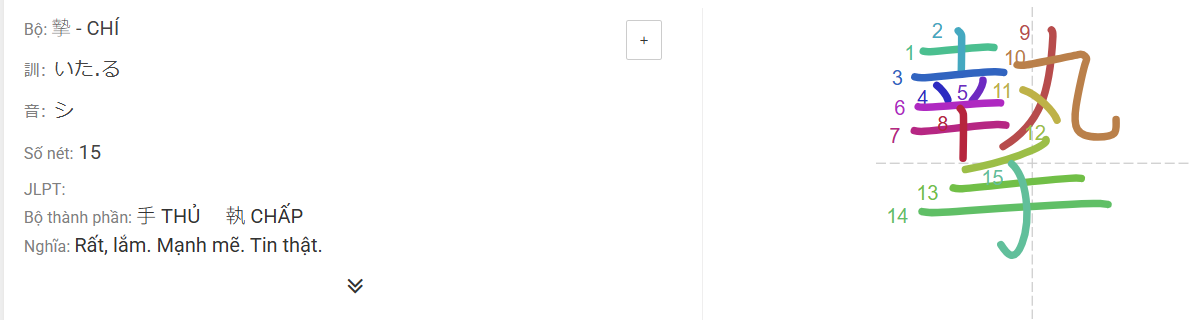 Bộ: 摯 - CHÍ
+
訓: いた.る
音: シ
Số nét: 15
JLPT:
Bộ thành phần: 手 THỦ 執 CHẤP
Nghĩa: Rất, lắm. Mạnh mẽ. Tin thật.
1
2
3
4
5
6
7
8
9
10
11
12
13
14
15